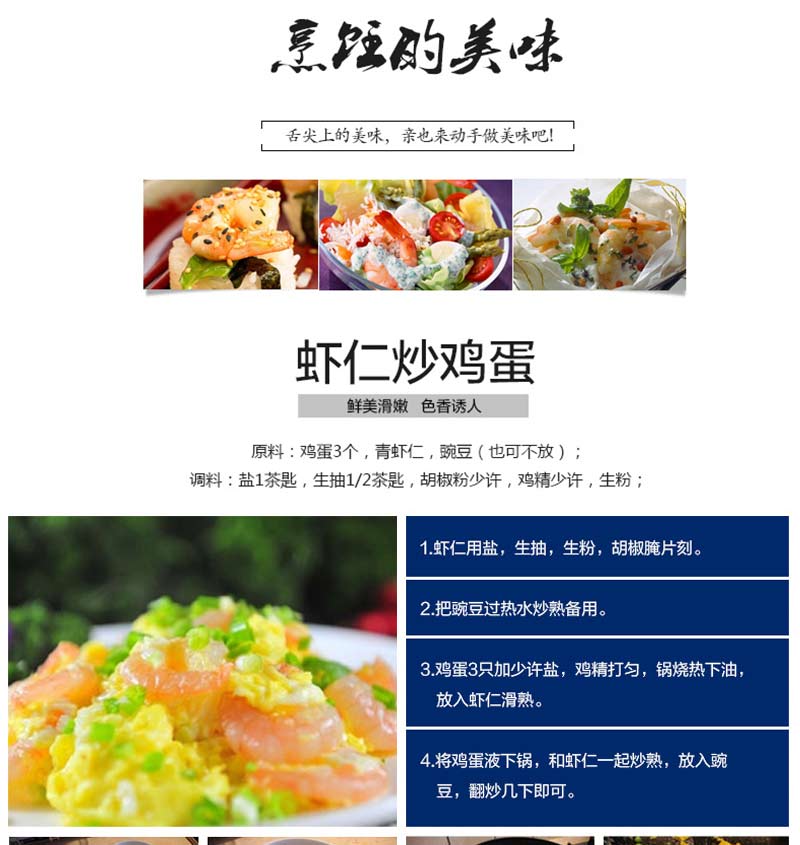 烹饪的美味
舌尖上的美味，亲也来动手做美味吧!
虾仁炒鸡蛋
鲜美滑嫩 色香诱人
原料：鸡蛋3个，青虾仁，豌豆（也可不放）；
调料：盐1茶匙，生抽1/2茶匙，胡椒粉少许，鸡精少许，生粉；
1.虾仁用盐，生抽，生粉，胡椒腌片刻。
2.把豌豆过热水炒熟备用。
3.鸡蛋3只加少许盐，鸡精打匀，锅烧热下油，
放入虾仁滑熟。
4.将鸡蛋液下锅，和虾仁一起炒熟，放入豌
豆，翻炒几下即可。